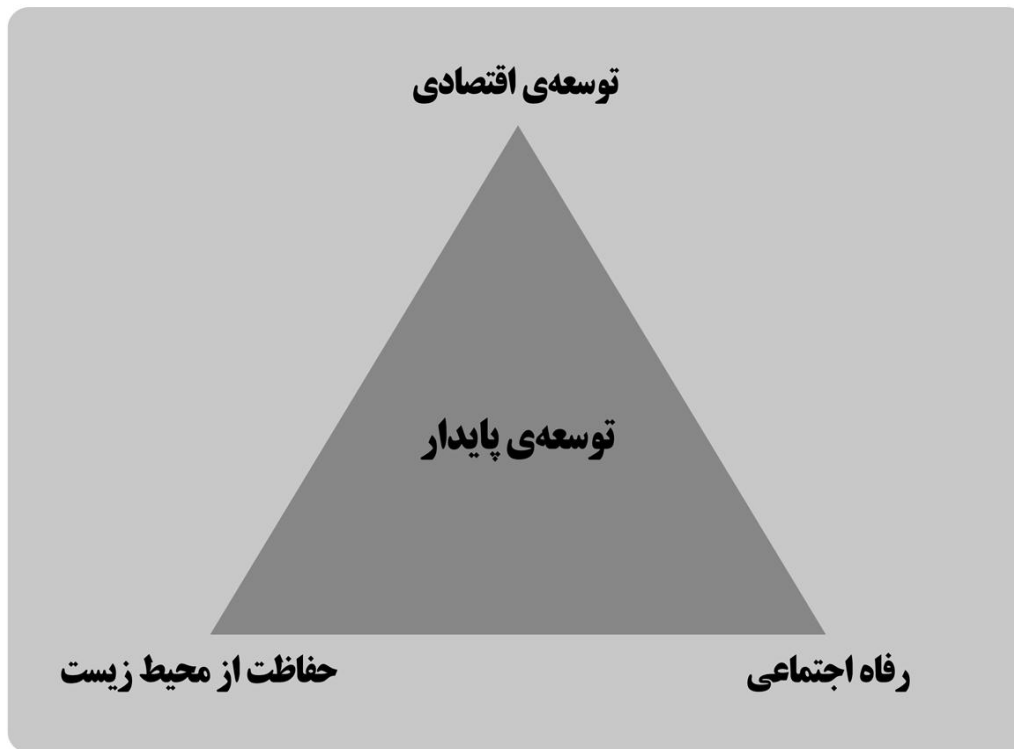 توسعه‌ی اقتصادی
توسعه‌ی پایدار
رفاه اجتماعی
حفاظت از محیط زیست